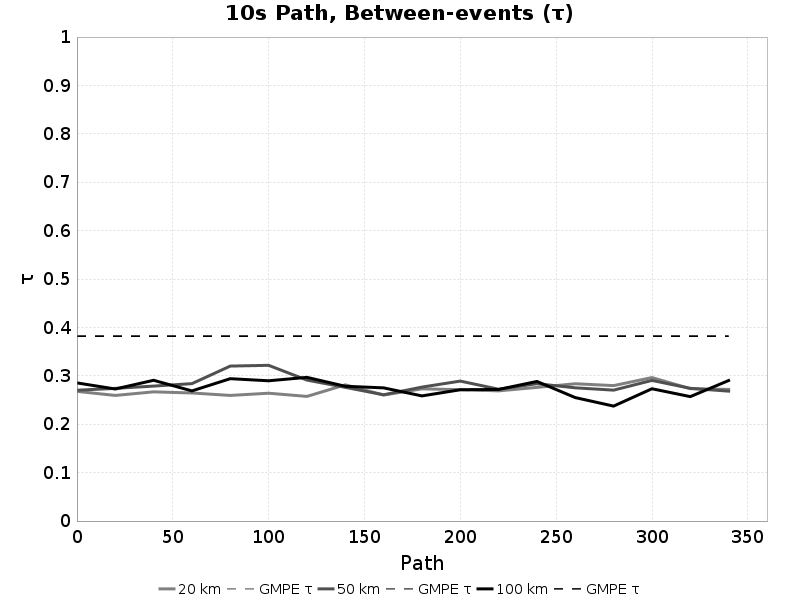 10s Path, Between-events (τ)
1
0.9
0.8
0.7
0.6
τ
0.5
0.4
0.3
0.2
0.1
0
0 50 100 150 200 250 300 350
Path
20 km GMPE τ 50 km GMPE τ 100 km GMPE τ